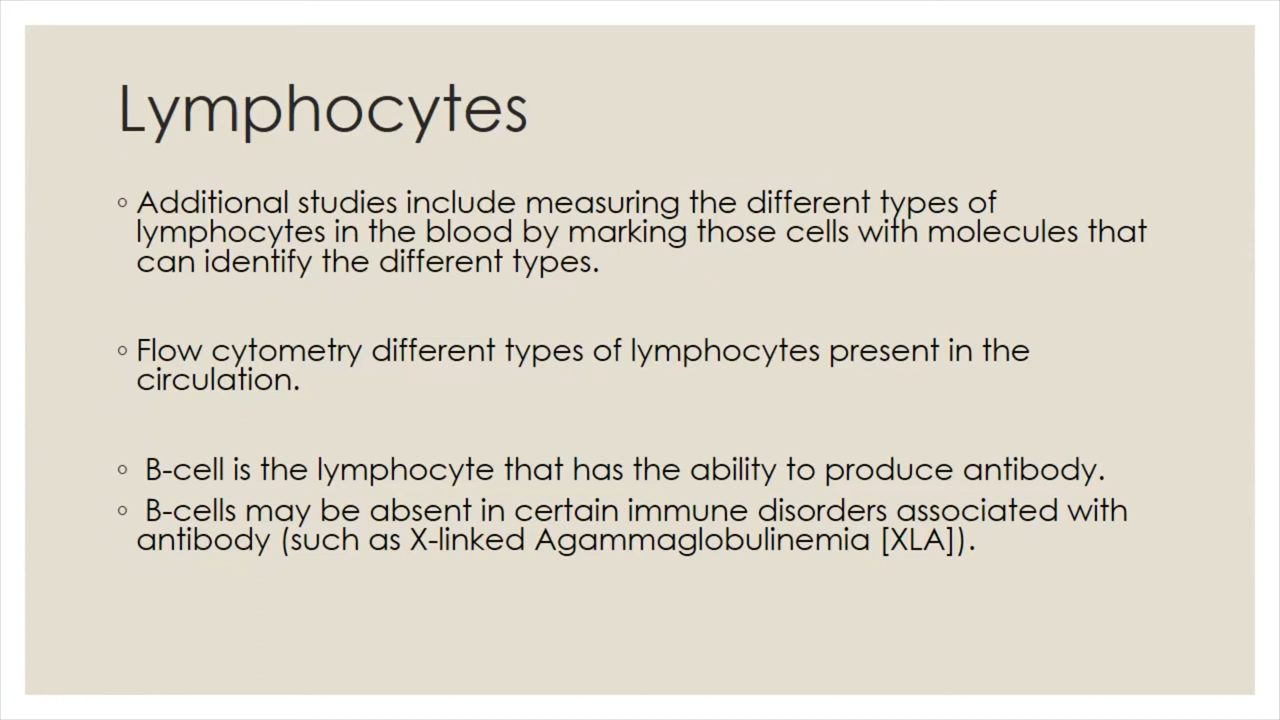 Lymphocytes
◦ Additional studies include measuring the different types of
lymphocytes in the blood by marking those cells with molecules that
can identify the different types.
◦ Flow cytometry different types of lymphocytes present in the
circulation.
◦ B-cell is the lymphocyte that has the ability to produce antibody.
◦ B-cells may be absent in certain immune disorders associated with
antibody (such as X-linked Agammaglobulinemia [XLA]).